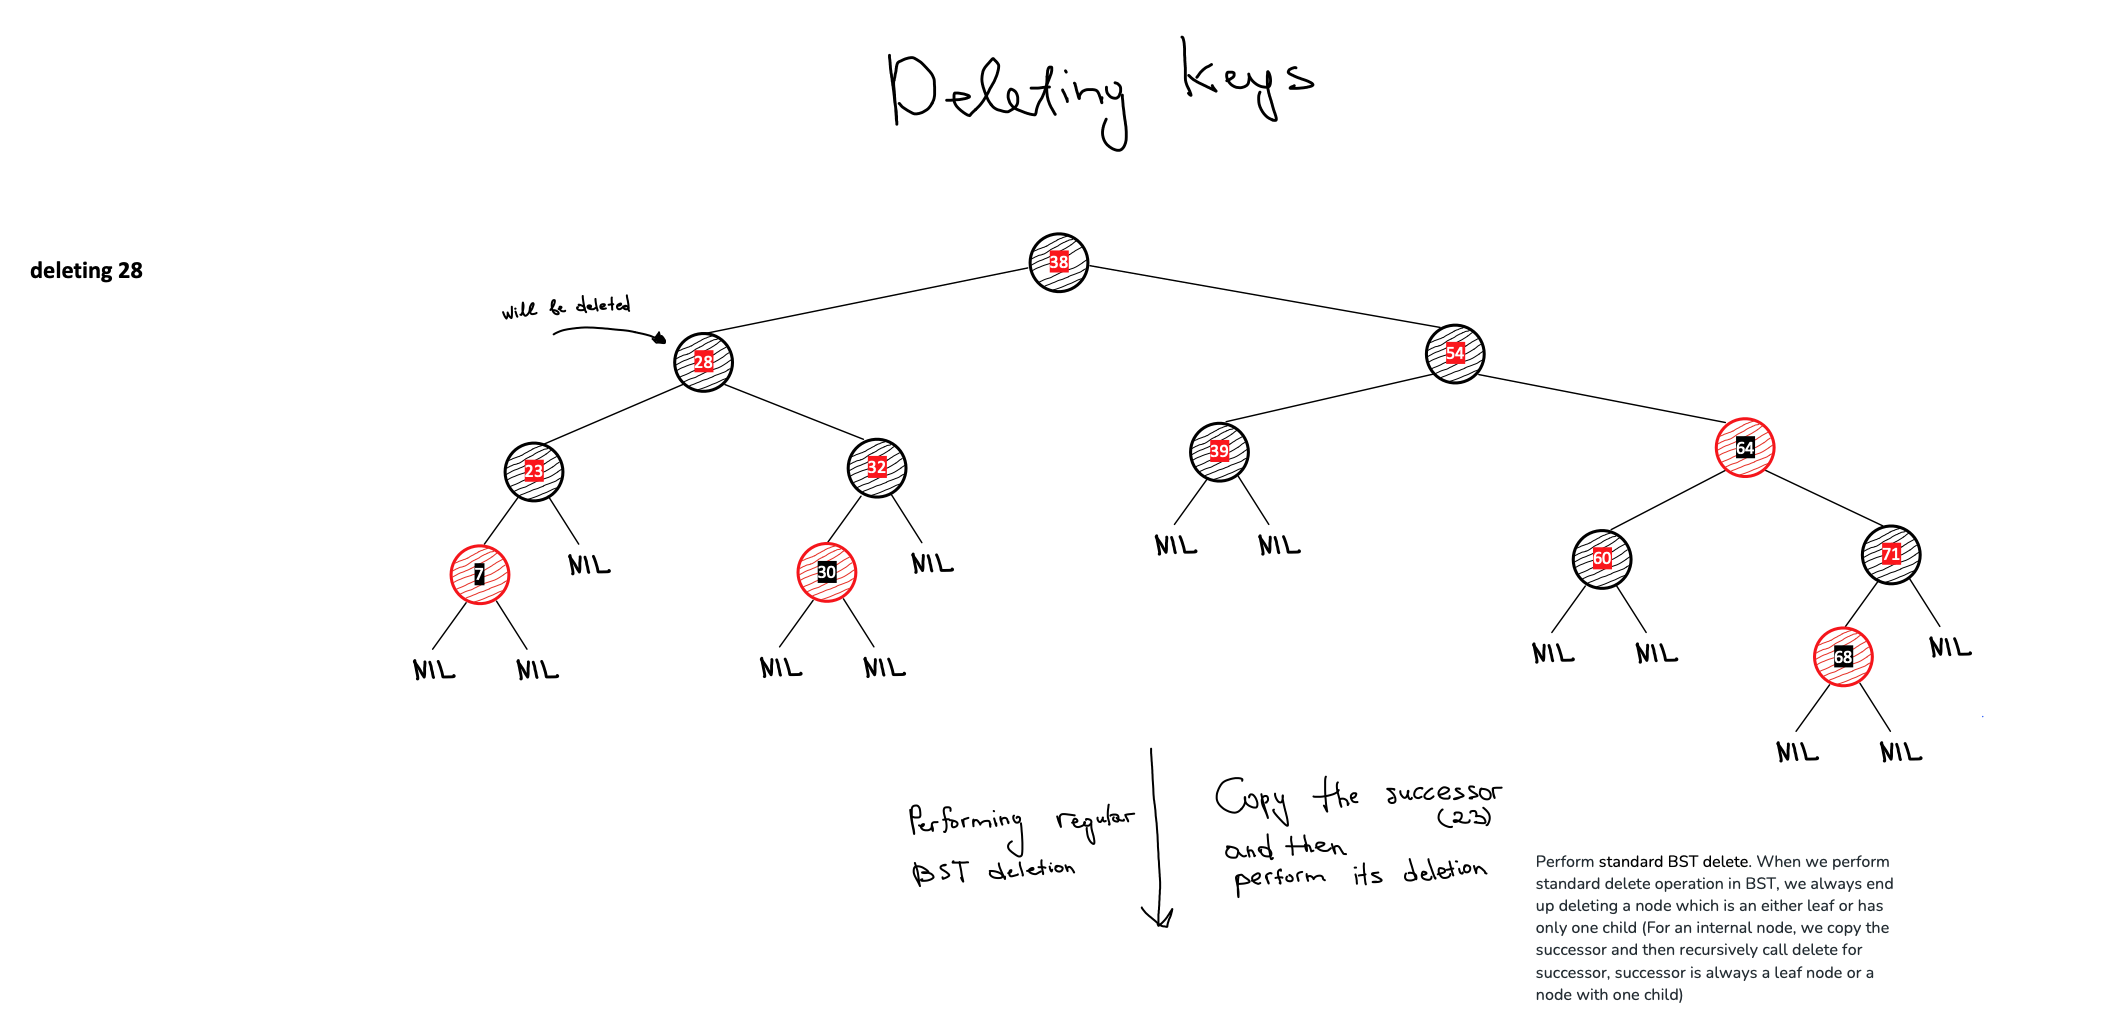 Deleting keys
deleting 28
will be deleted
38
28
54
23
32
39
64
7
NIL
30
NIL
NIL
NIL
60
71
NIL
NIL
NIL
NIL
NIL
NIL
68
NIL
NIL
NIL
Performing regular
BST deletion
Copy the successor
(23)
and then
perform its deletion
Perform standard BST delete. When we perform
standard delete operation in BST, we always end
up deleting a node which is an either leaf or has
only one child (For an internal node, we copy the
successor and then recursively call delete for
successor, successor is always a leaf node or a
node with one child)